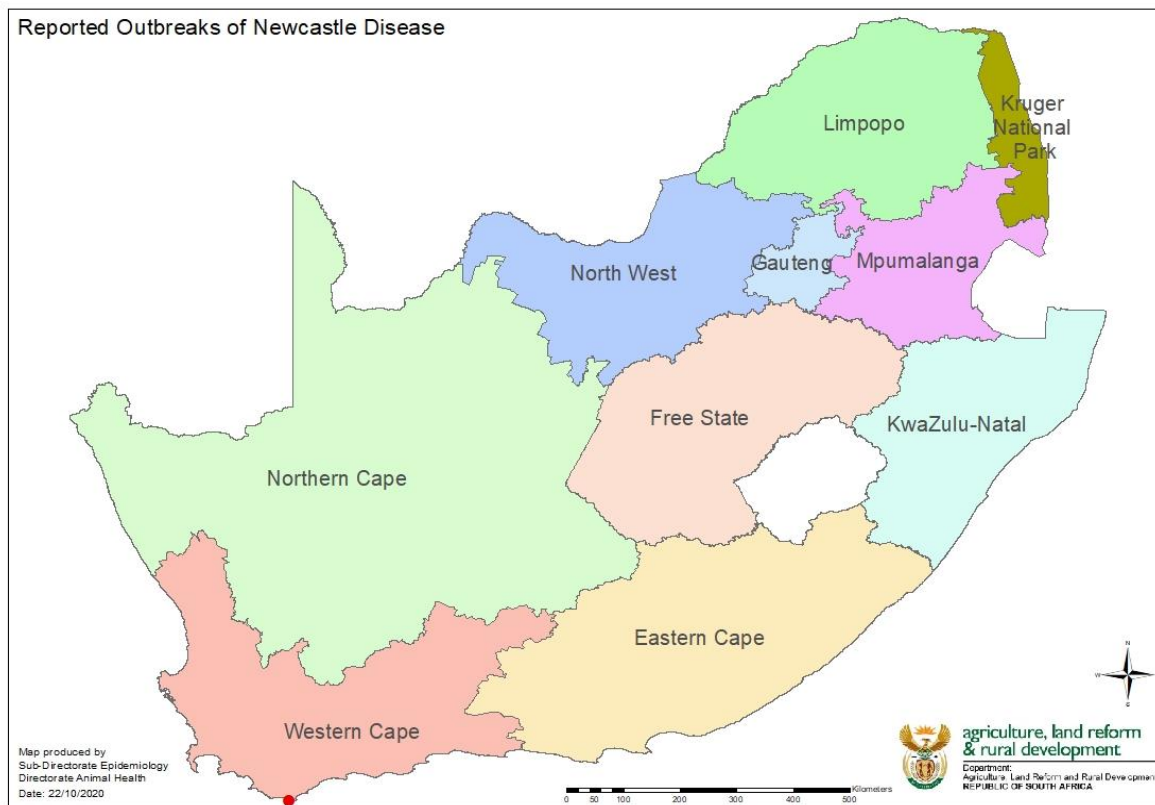 Reported Outbreaks of Newcastle Disease
Limpopo
Kruger
National
Park
North West
Gauteng
Mpumalanga
Free State
KwaZulu-Natal
Northern Cape
Eastern Cape
Western Cape
N
W
E
S
Map produced by
Sub-Directorate Epidemiology
Directorate Animal Health
Date: 22/10/2020
Kilometers
0 50 100 200 300 400 500
agriculture, land reform
& rural development
Department:
Agriculture, Land Reform and Rural Development
REPUBLIC OF SOUTH AFRICA